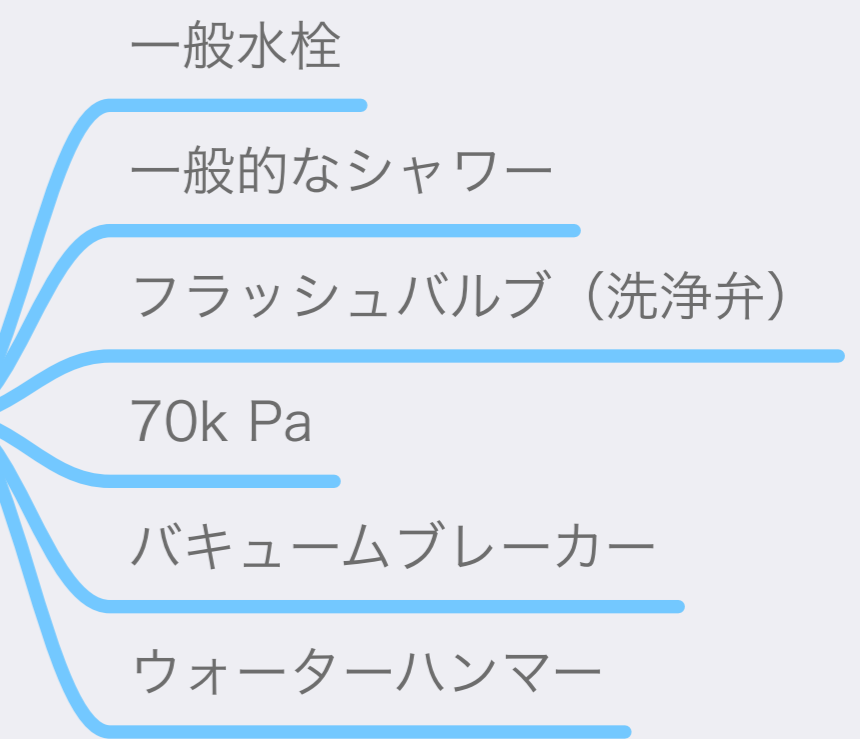 一般水栓
一般的なシャワー
フラッシュバルブ（洗浄弁）
70k Pa
バキュームブレーカー
ウォーターハンマー